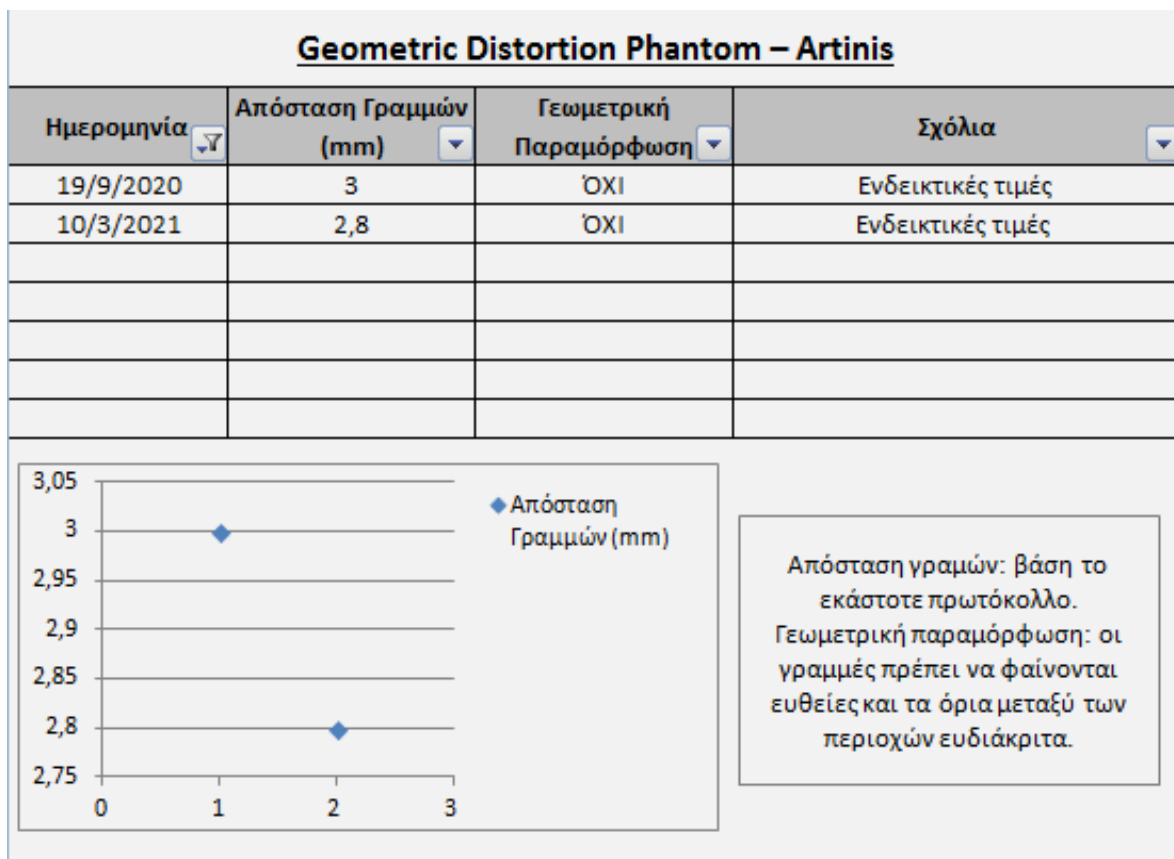 Geometric Distortion Phantom – Artinis
Ημερομηνία Απόσταση Γραμμών (mm) Γεωμετρική Παραμόρφωση Σχόλια
19/9/2020 3 ΌΧΙ Ενδεικτικές τιμές
10/3/2021 2,8 ΌΧΙ Ενδεικτικές τιμές
3,05
3
2,95
2,9
2,85
2,8
2,75
0 1 2 3
Απόσταση
Γραμμών (mm)
Απόσταση γραμών: βάση το
εκάστοτε πρωτόκολλο.
Γεωμετρική παραμόρφωση: οι
γραμμές πρέπει να φαίνονται
ευθείες και τα όρια μεταξύ των
περιοχών ευδιάκριτα.